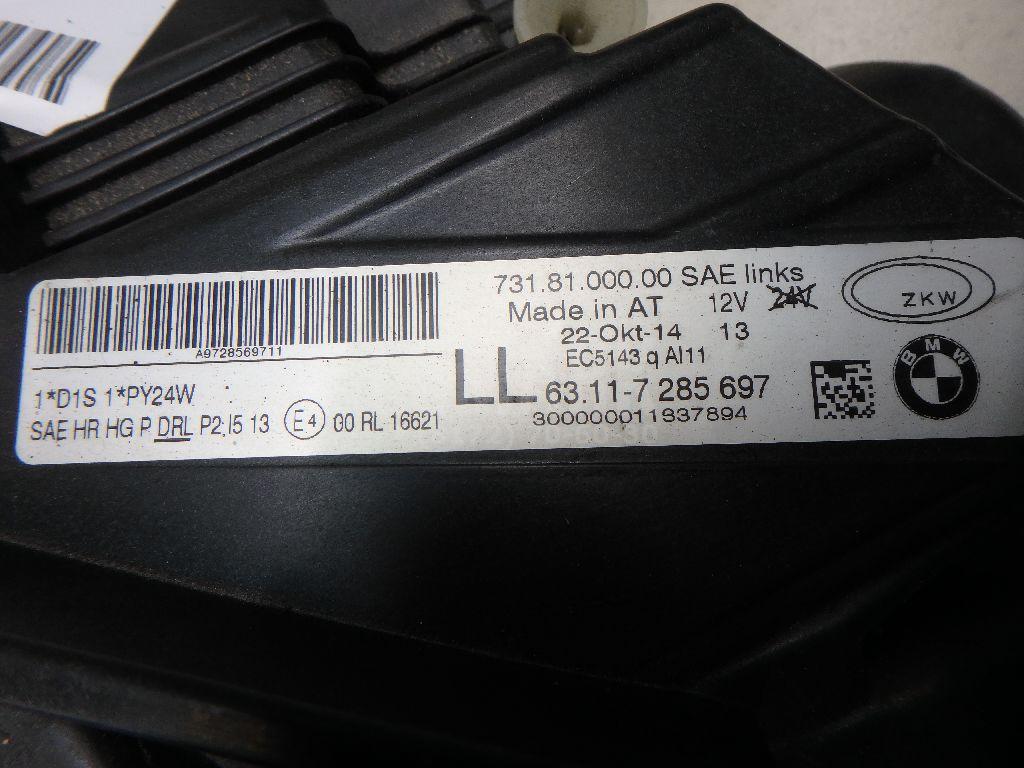 A9728569711
1*D1S 1*PY24W
SAE HR HG P DRL P2, I5 13 E4 00 RL 16621
731.81.000.00 SAE links
Made in AT 12V 24V
22-Okt-14 13
EC5143 q AI11
LL 63.11-7 285 697
300000011337894
ZKW
BMW